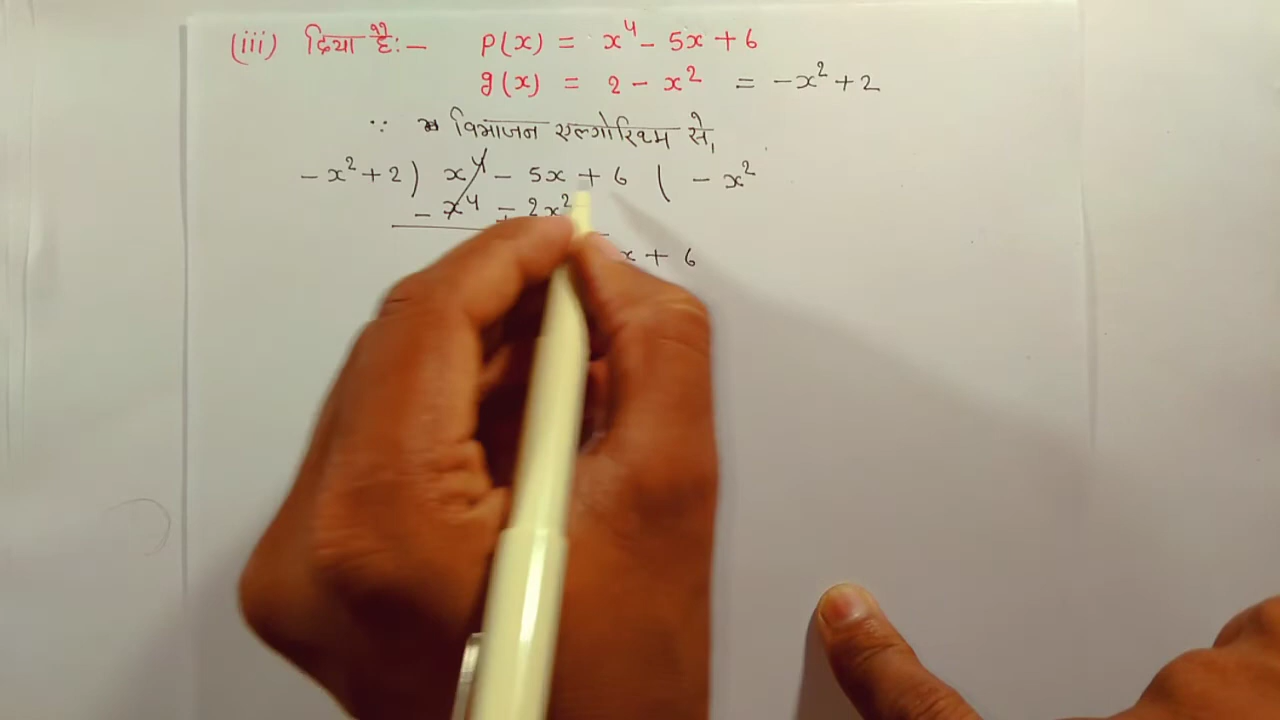 (iii) दिया है:- p(x) = x⁴ - 5x + 6
g(x) = 2 - x² = -x² + 2
∵ विभाजन एल्गोरिथम से,
-x² + 2) x⁴ - 5x + 6 ( - x²
- x⁴ - 2x²
x + 6